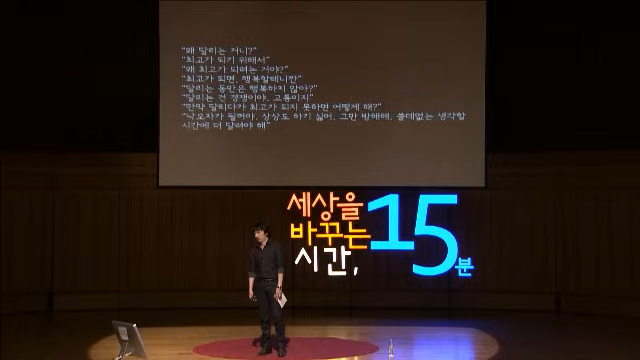 "왜 달리는 거니?"
"최고가 되기 위해서"
"왜 최고가 되려는 거야?"
"최고가 되면, 행복할테니깐"
"달리는 동안은 행복하지 않아?"
"달리는 건 경쟁이야, 고통이지"
"만약 달리다가 최고가 되지 못하면 어떻게 해?"
"낙오자가 될꺼야. 상상도 하기 싫어. 그만 방해해. 쓸데없는 생각할
시간에 더 달려야 해"
세상을
바꾸는
시간,
15분